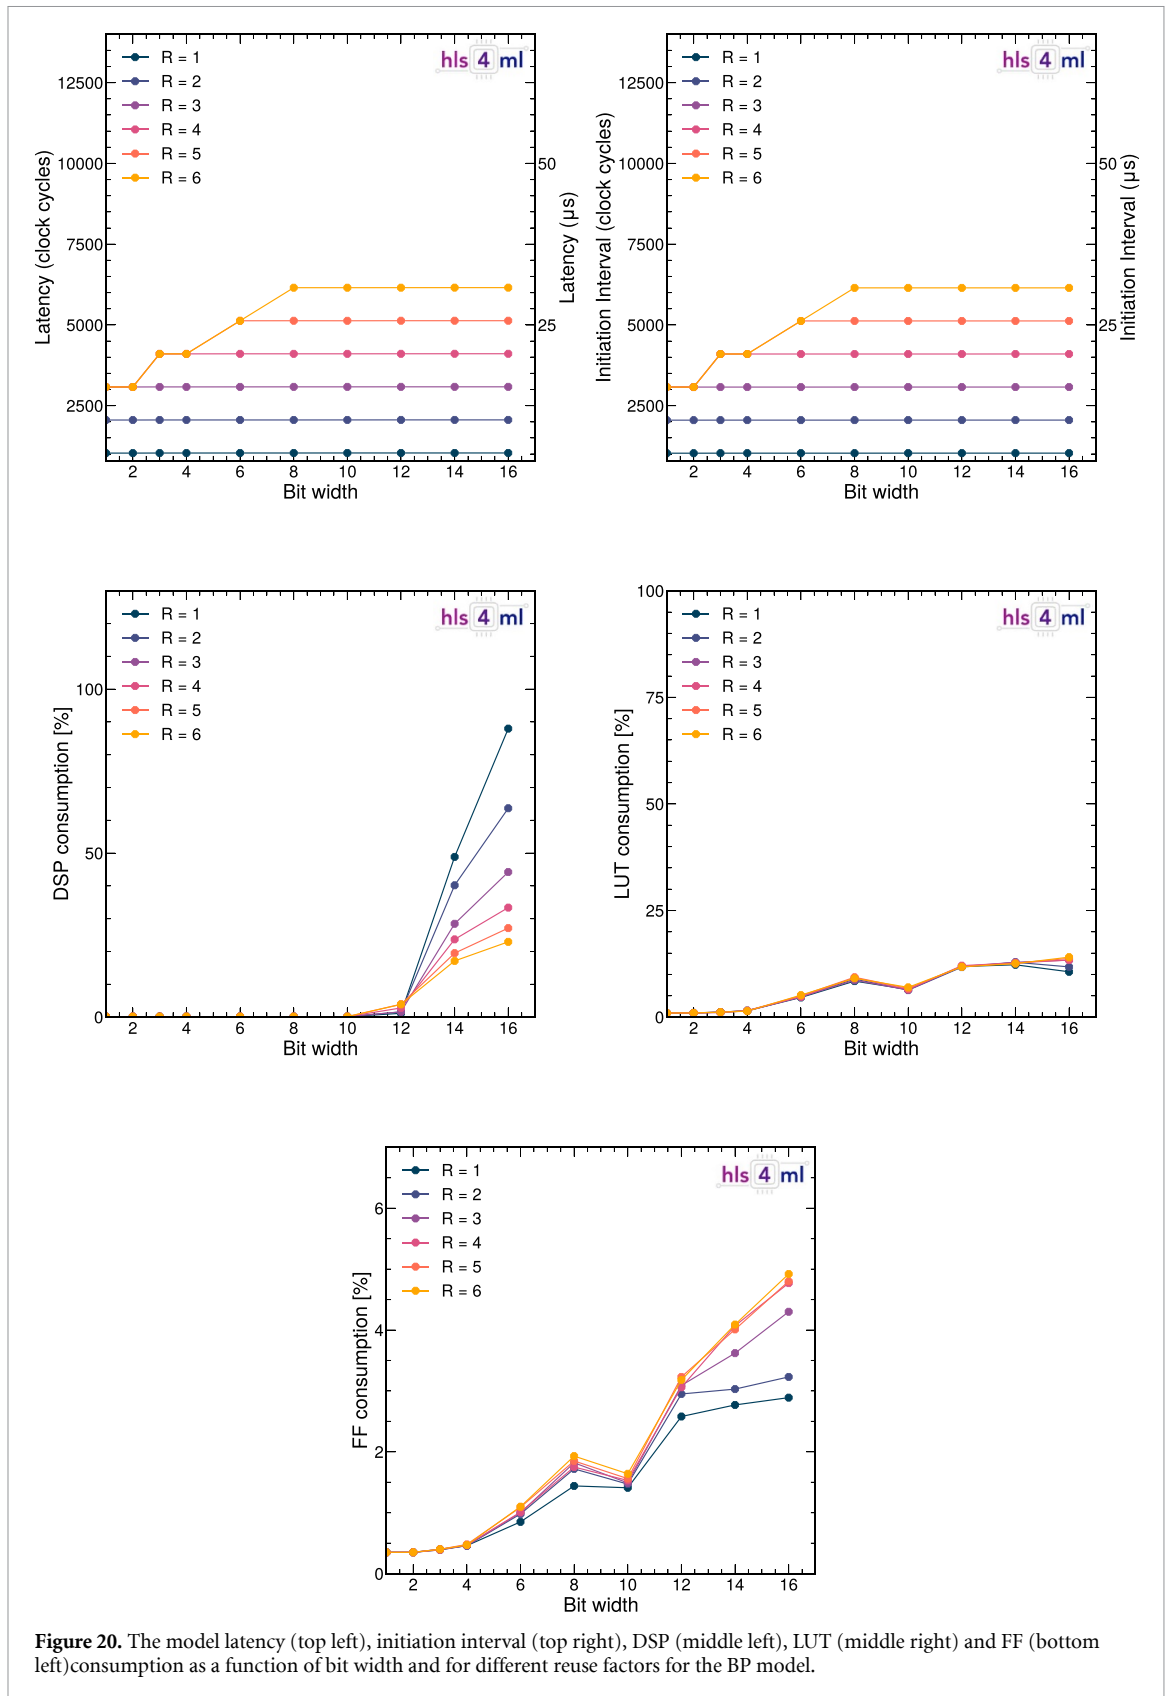 R = 1
R = 2
R = 3
R = 4
R = 5
R = 6
hls 4 ml
12500
10000
7500
5000
2500
50
25
Latency (clock cycles)
Latency (μs)
2 4 6 8 10 12 14 16
Bit width
R = 1
R = 2
R = 3
R = 4
R = 5
R = 6
hls 4 ml
12500
10000
7500
5000
2500
50
25
Initiation Interval (clock cycles)
Initiation Interval (μs)
2 4 6 8 10 12 14 16
Bit width
R = 1
R = 2
R = 3
R = 4
R = 5
R = 6
hls 4 ml
100
50
0
DSP consumption [%]
2 4 6 8 10 12 14 16
Bit width
R = 1
R = 2
R = 3
R = 4
R = 5
R = 6
hls 4 ml
100
75
50
25
0
LUT consumption [%]
2 4 6 8 10 12 14 16
Bit width
R = 1
R = 2
R = 3
R = 4
R = 5
R = 6
hls 4 ml
6
4
2
0
FF consumption [%]
2 4 6 8 10 12 14 16
Bit width
Figure 20. The model latency (top left), initiation interval (top right), DSP (middle left), LUT (middle right) and FF (bottom
left)consumption as a function of bit width and for different reuse factors for the BP model.